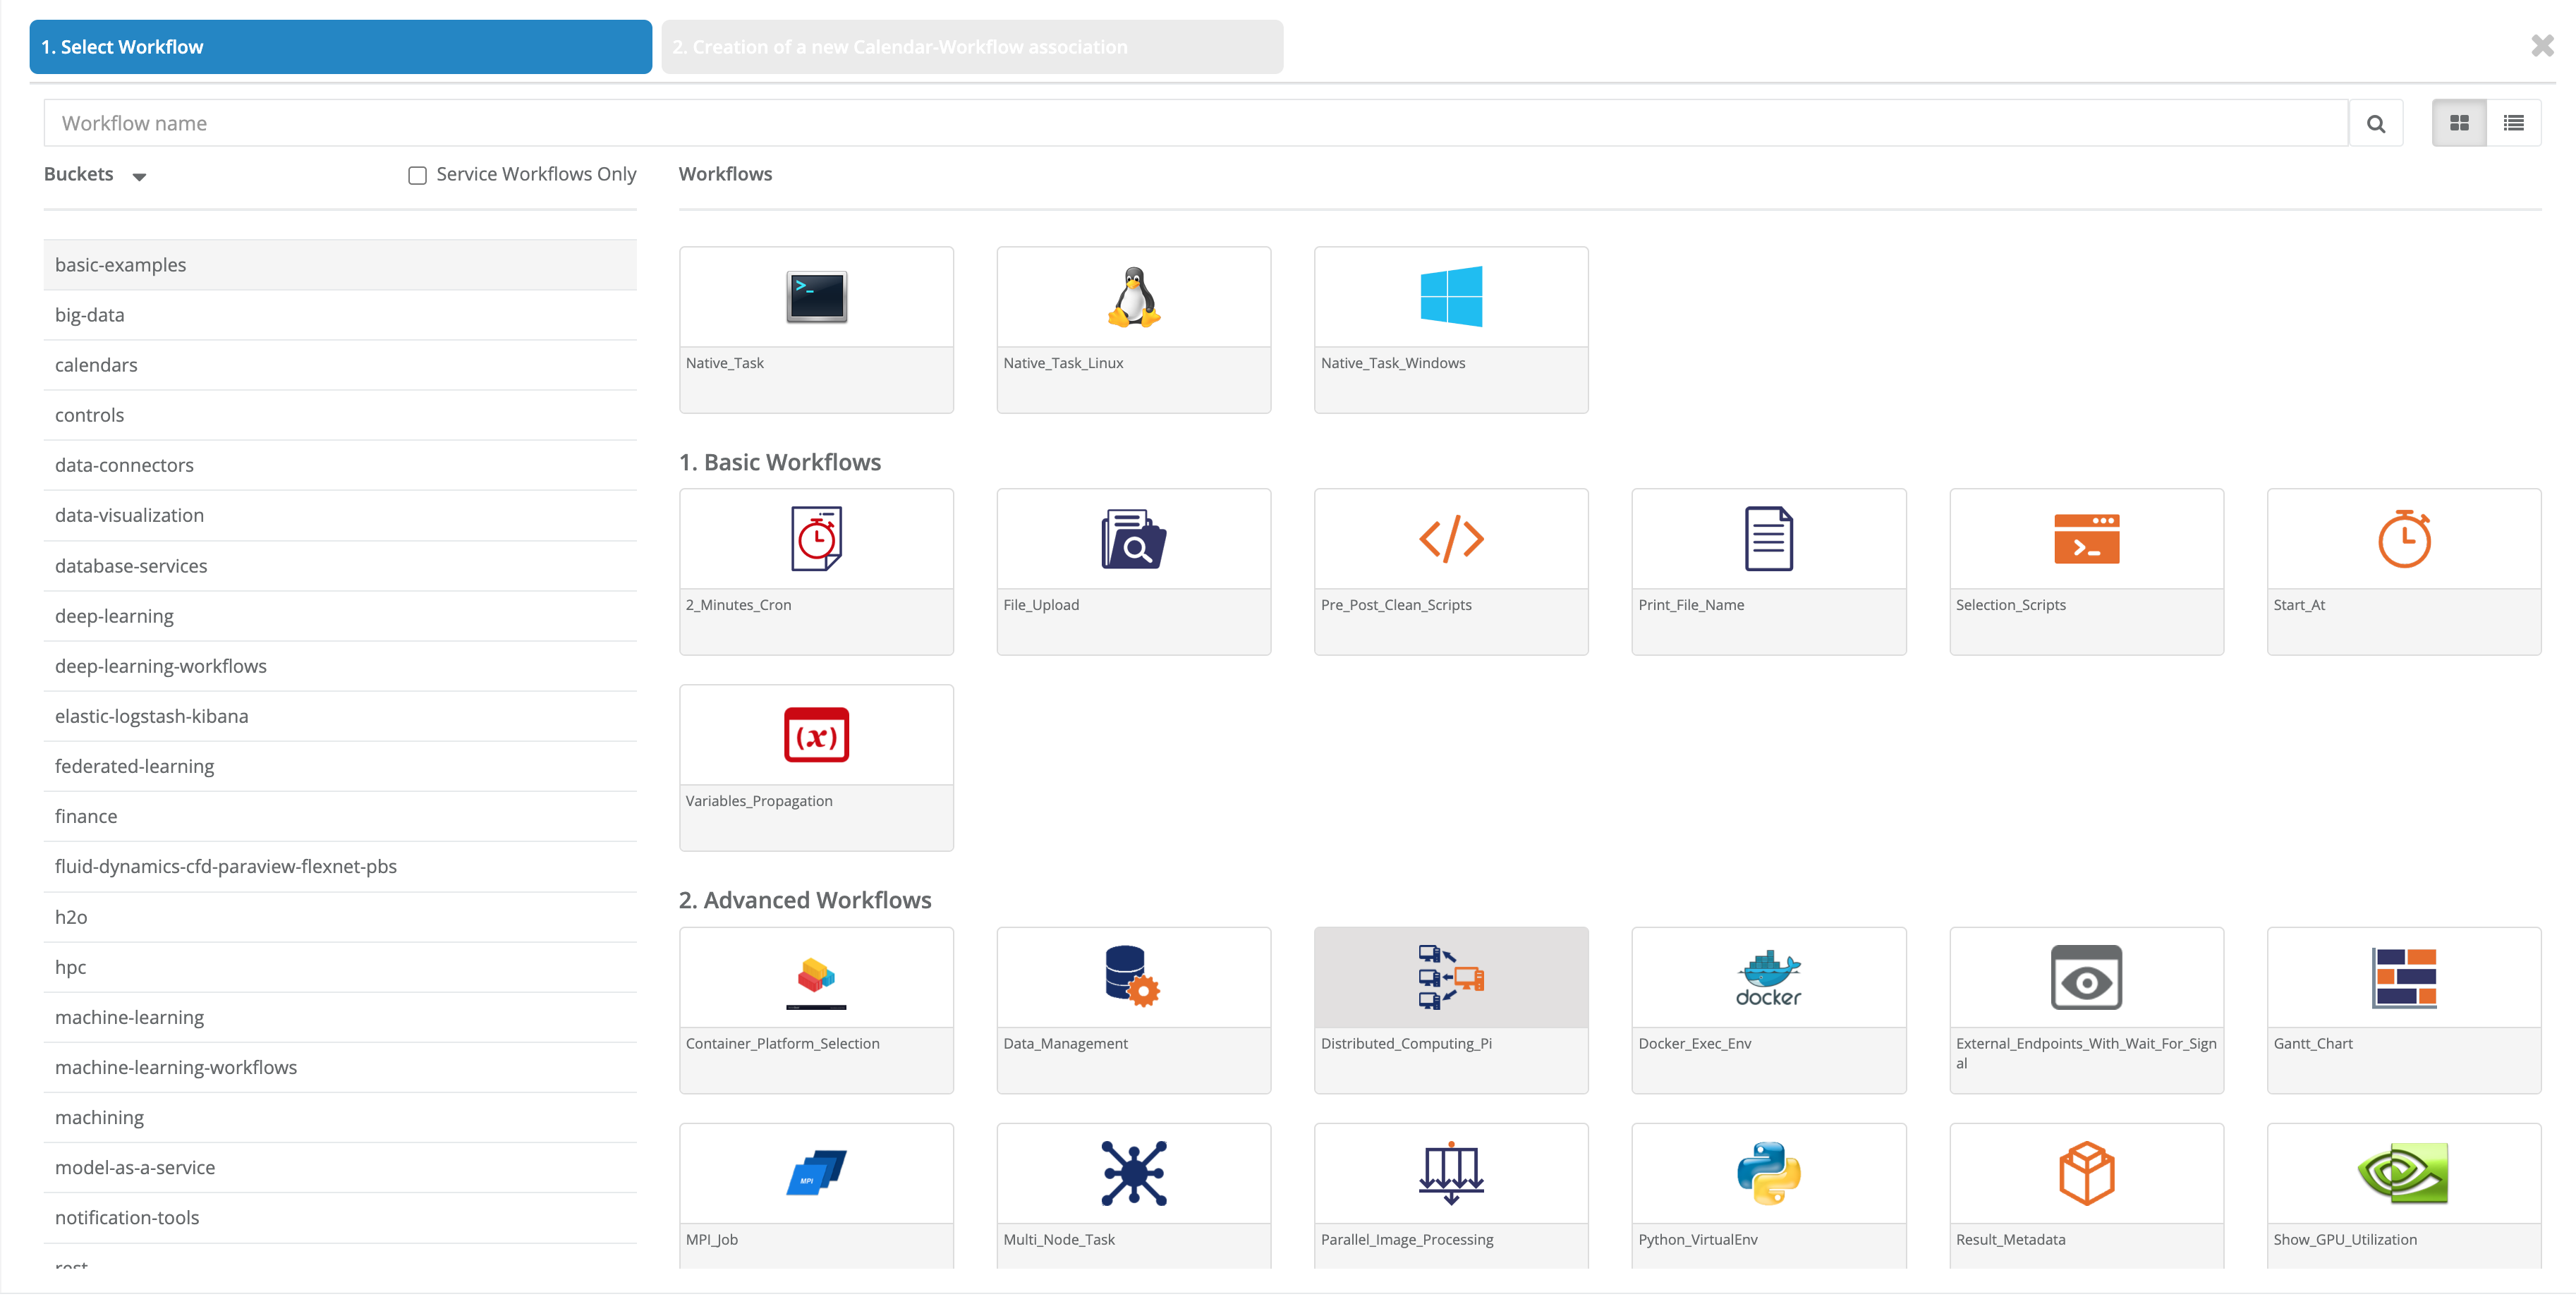 1. Select Workflow
2. Creation of a new Calendar-Workflow association
Workflow name
Buckets
Service Workflows Only
Workflows
basic-examples
big-data
calendars
controls
data-connectors
data-visualization
database-services
deep-learning
deep-learning-workflows
elastic-logstash-kibana
federated-learning
finance
fluid-dynamics-cfd-paraview-flexnet-pbs
h2o
hpc
machine-learning
machine-learning-workflows
machining
model-as-a-service
notification-tools
>_
Native_Task
Native_Task_Linux
Native_Task_Windows
1. Basic Workflows
</>
>_
2_Minutes_Cron
File_Upload
Pre_Post_Clean_Scripts
Print_File_Name
Selection_Scripts
Start_At
(x)
Variables_Propagation
2. Advanced Workflows
docker
Container_Platform_Selection
Data_Management
Distributed_Computing_Pi
Docker_Exec_Env
External_Endpoints_With_Wait_For_Sign
al
Gantt_Chart
MPI
MPI_Job
Multi_Node_Task
Parallel_Image_Processing
Python_VirtualEnv
Result_Metadata
Show_GPU_Utilization